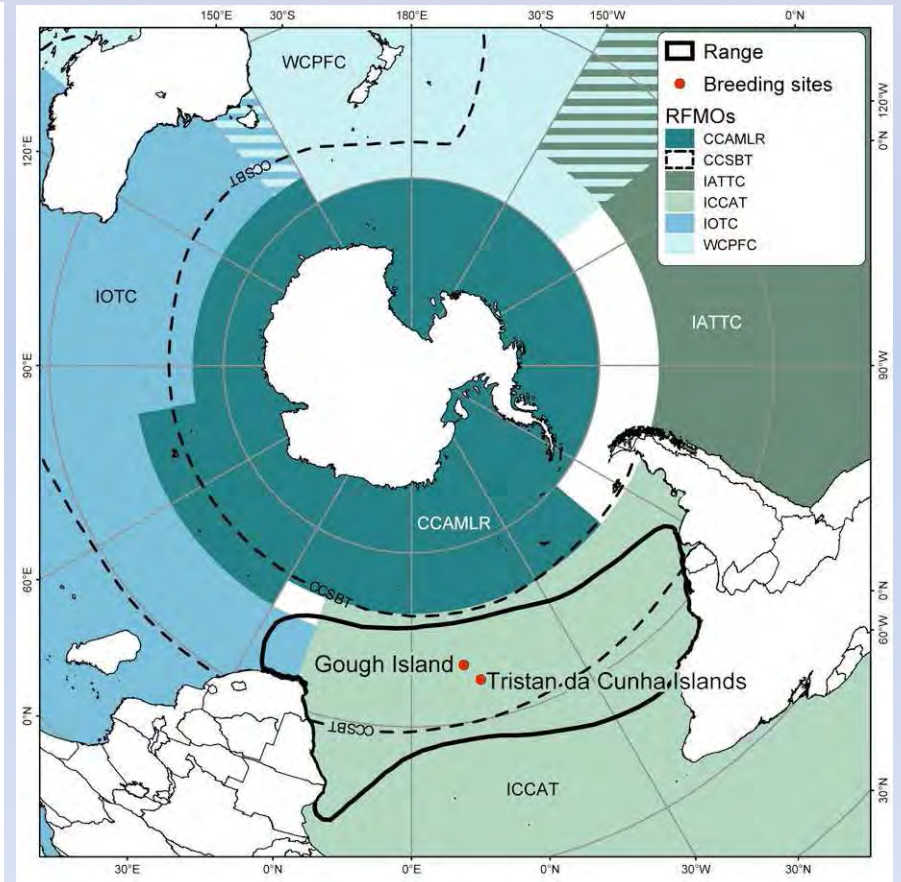 150°E
30°S
180°E
30°S
150°W
0°N
WCPFC
Range
Breeding sites
RFMOs
CCAMLR
CCSBT
IATTC
ICCAT
IOTC
WCPFC
120°E
120°W
0°N
CCSBT
IOTC
IATTC
90°E
90°W
CCAMLR
60°E
CCSBT
0°N
60°W
Gough Island
Tristan da Cunha Islands
0°N
CCSBT
ICCAT
30°N
30°E
0°N
0°E
0°N
30°W
30°N